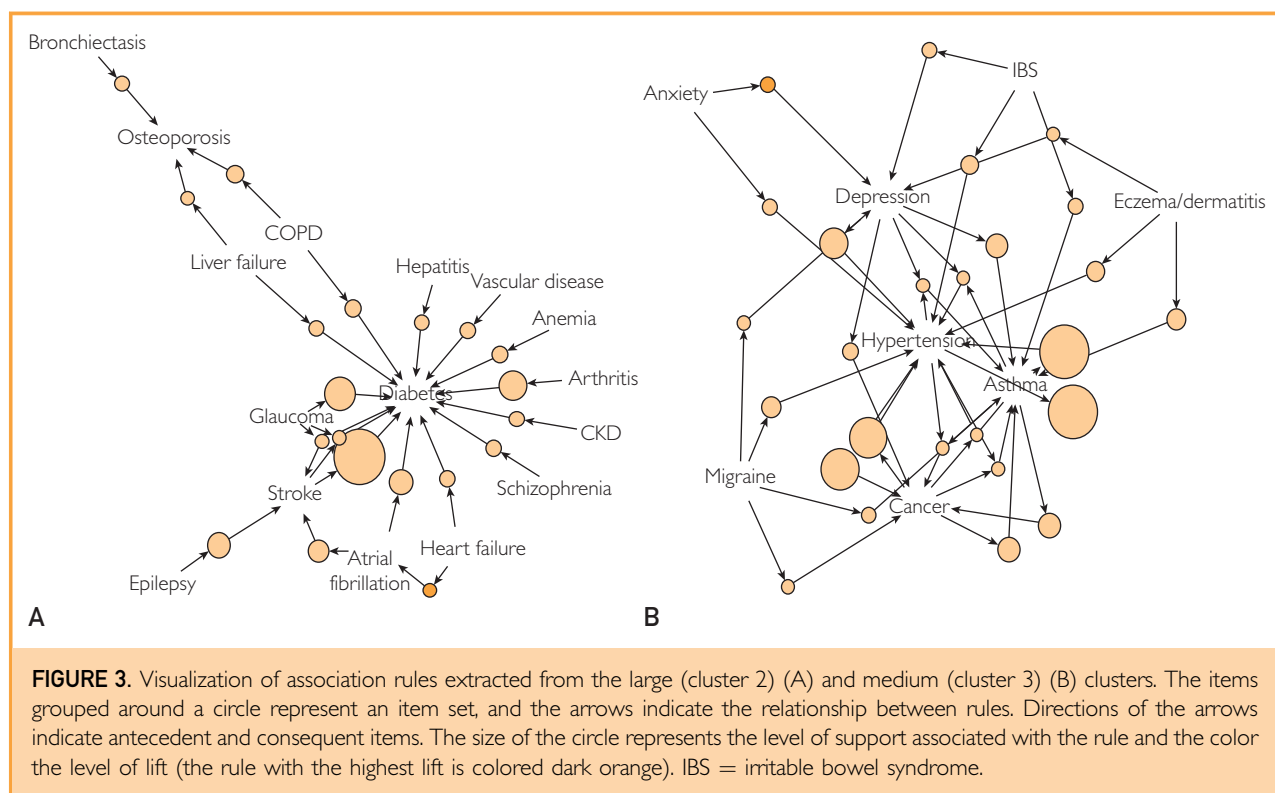 Bronchiectasis
Osteoporosis
COPD
Liver failure
Hepatitis
Vascular disease
Anemia
Arthritis
Diabetes
Glaucoma
CKD
Schizophrenia
Stroke
Heart failure
Atrial
fibrillation
Epilepsy
A
IBS
Anxiety
Depression
Eczema/dermatitis
Hypertension
Asthma
Migraine
Cancer
B
FIGURE 3. Visualization of association rules extracted from the large (cluster 2) (A) and medium (cluster 3) (B) clusters. The items
grouped around a circle represent an item set, and the arrows indicate the relationship between rules. Directions of the arrows
indicate antecedent and consequent items. The size of the circle represents the level of support associated with the rule and the color
the level of lift (the rule with the highest lift is colored dark orange). IBS = irritable bowel syndrome.